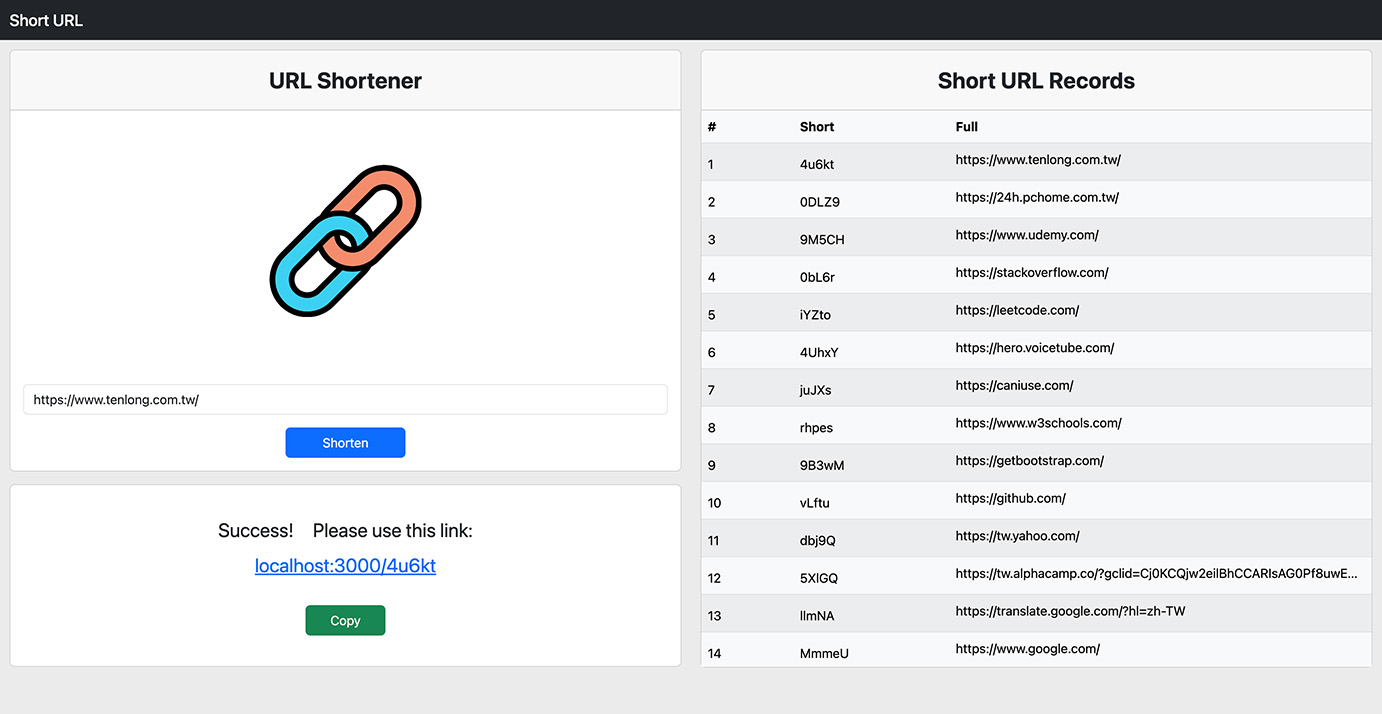 Short URL
URL Shortener
https://www.tenlong.com.tw/
Shorten
Success! Please use this link:
localhost:3000/4u6kt
Copy
Short URL Records
# Short Full
1 4u6kt https://www.tenlong.com.tw/
2 0DLZ9 https://24h.pchome.com.tw/
3 9M5CH https://www.udemy.com/
4 0bL6r https://stackoverflow.com/
5 iYZto https://leetcode.com/
6 4UhxY https://hero.voicetube.com/
7 juJXs https://caniuse.com/
8 rhpes https://www.w3schools.com/
9 9B3wM https://getbootstrap.com/
10 vLftu https://github.com/
11 dbj9Q https://tw.yahoo.com/
12 5XlGQ https://tw.alphacamp.co/?gclid=Cj0KCQjw2eilBhCCARIsAG0Pf8uwE...
13 llmNA https://translate.google.com/?hl=zh-TW
14 MmmeU https://www.google.com/